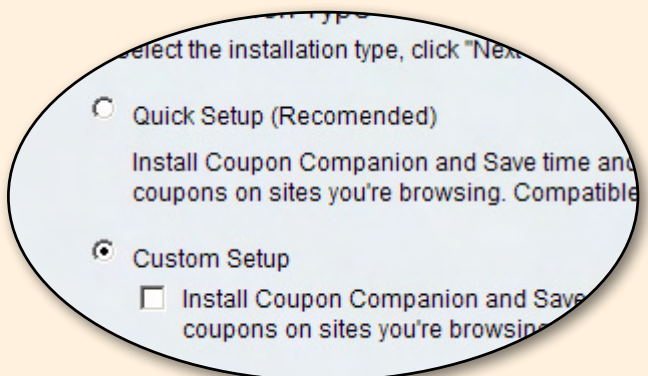 select the installation type, click "Next
Quick Setup (Recomended)
Install Coupon Companion and Save time and
coupons on sites you're browsing. Compatible
Custom Setup
Install Coupon Companion and Save
coupons on sites you're browsing